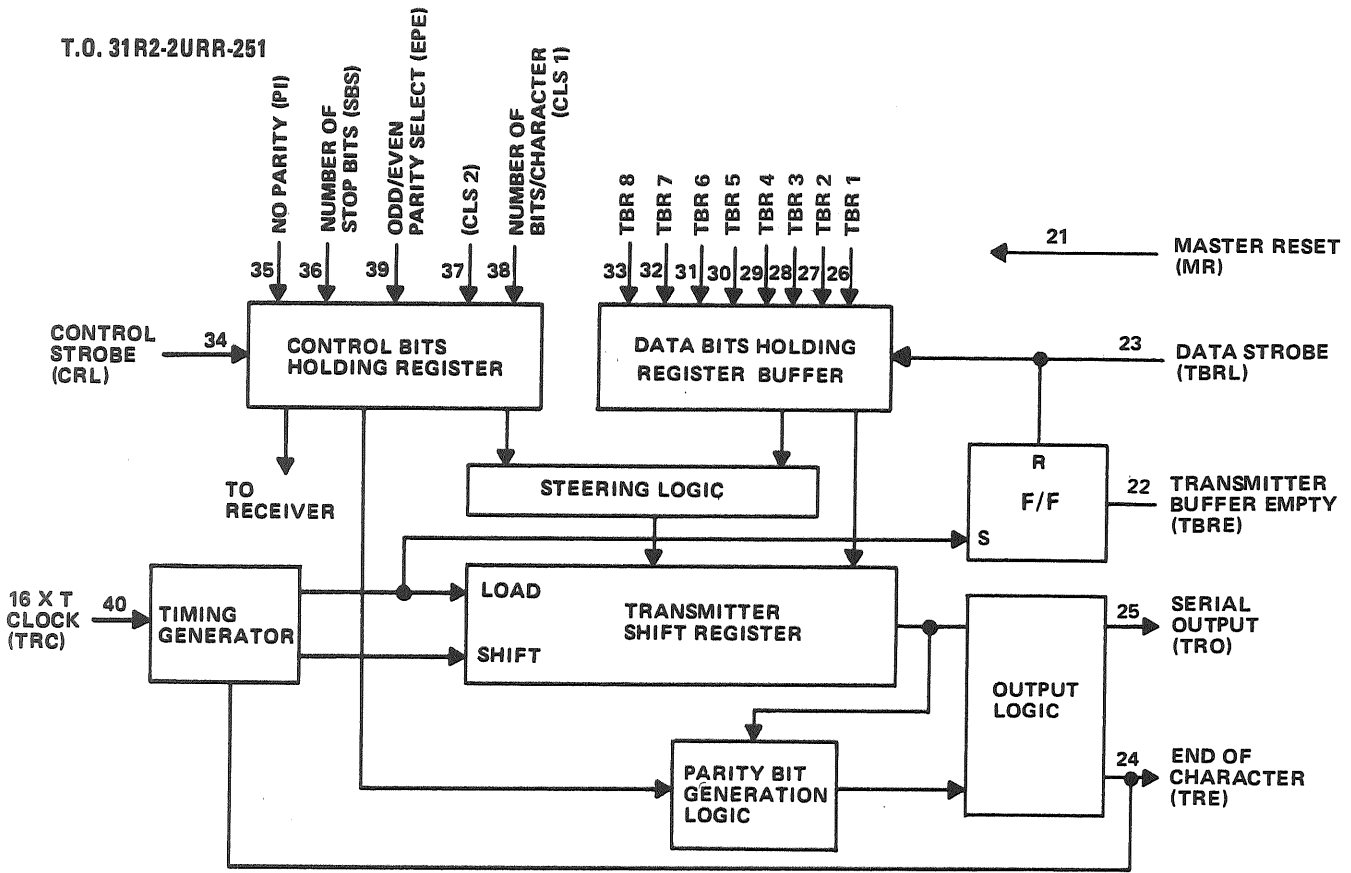 T.O. 31R2-2URR-251
NO PARITY (PI)
NUMBER OF
STOP BITS (SBS)
ODD/EVEN
PARITY SELECT (EPE)
(CLS 2)
NUMBER OF
BITS/CHARACTER
(CLS 1)
TBR 8
TBR 7
TBR 6
TBR 5
TBR 4
TBR 3
TBR 2
TBR 1
35
36
39
37
38
33
32
31
30
29
28
27
26
21
MASTER RESET
(MR)
CONTROL
STROBE
(CRL)
34
CONTROL BITS
HOLDING REGISTER
DATA BITS HOLDING
REGISTER BUFFER
23
DATA STROBE
(TBRL)
TO
RECEIVER
STEERING LOGIC
R
F/F
S
22
TRANSMITTER
BUFFER EMPTY
(TBRE)
16 X T
CLOCK
(TRC)
40
TIMING
GENERATOR
LOAD
SHIFT
TRANSMITTER
SHIFT REGISTER
25
SERIAL
OUTPUT
(TRO)
OUTPUT
LOGIC
PARITY BIT
GENERATION
LOGIC
24
END OF
CHARACTER
(TRE)